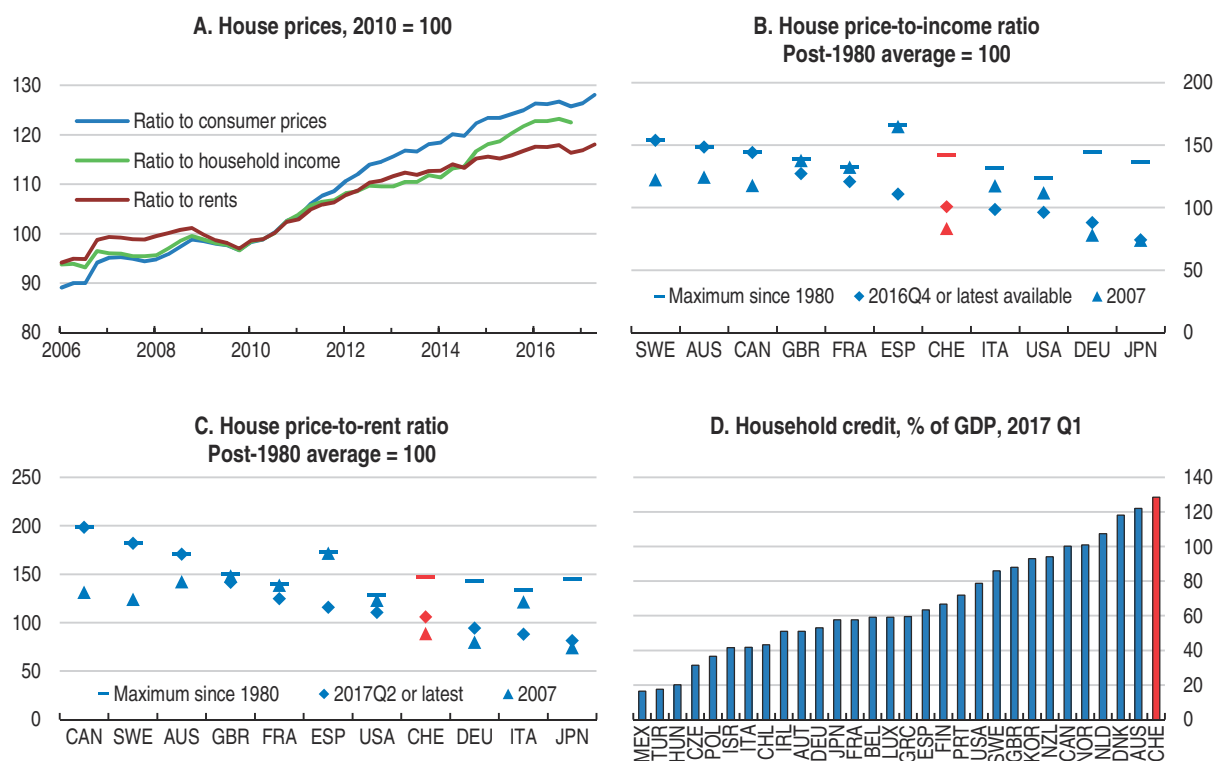 A. House prices, 2010 = 100
130
120
110
100
90
80
Ratio to consumer prices
Ratio to household income
Ratio to rents
2006 2008 2010 2012 2014 2016
B. House price-to-income ratio
Post-1980 average = 100
200
150
100
50
0
Maximum since 1980 2016Q4 or latest available 2007
SWE AUS CAN GBR FRA ESP CHE ITA USA DEU JPN
C. House price-to-rent ratio
Post-1980 average = 100
250
200
150
100
50
0
Maximum since 1980 2017Q2 or latest 2007
CAN SWE AUS GBR FRA ESP USA CHE DEU ITA JPN
D. Household credit, % of GDP, 2017 Q1
140
120
100
80
60
40
20
0
MEX TUR HUN CZE POL ISR ITA CHL IRL AUT DEU JPN FRA BEL LUX GRC ESP FIN PRT USA SWE GBR KOR NZL CAN NOR NLD DNK AUS CHE